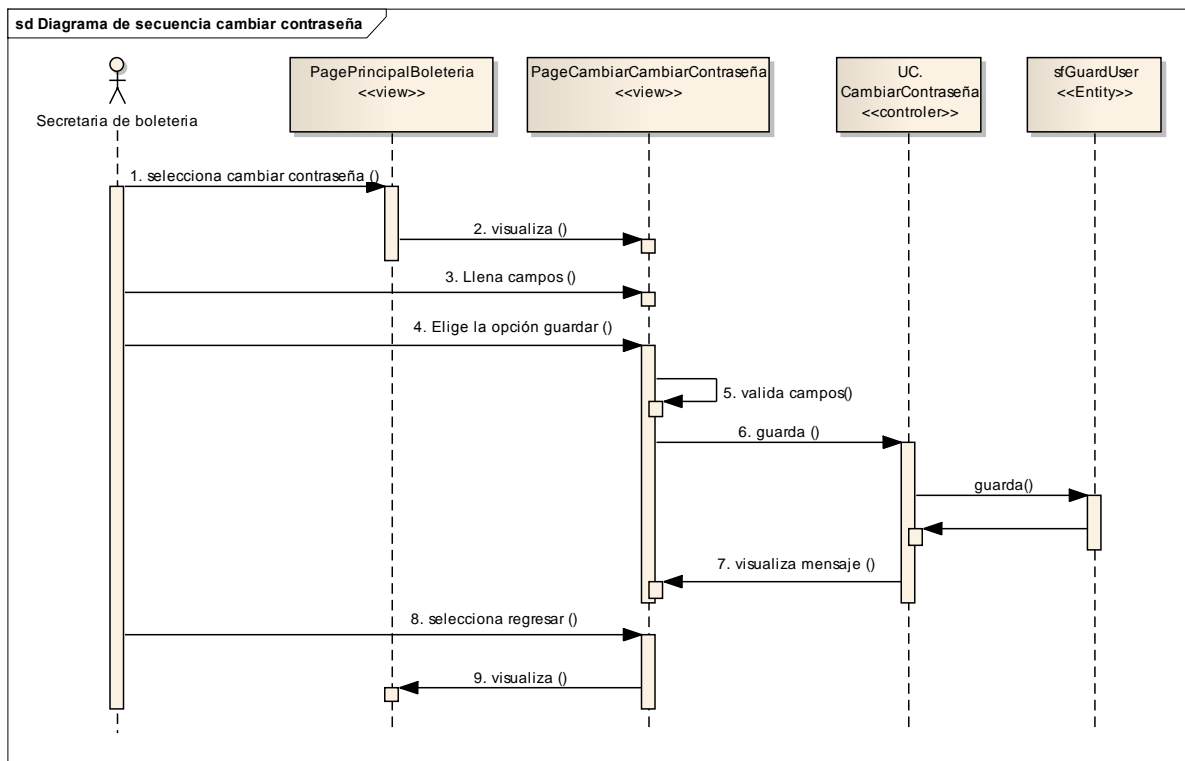 sd Diagrama de secuencia cambiar contraseña
Secretaria de boleteria
PagePrincipalBoleteria
<<view>>
PageCambiarCambiarContraseña
<<view>>
UC.
CambiarContraseña
<<controler>>
sfGuardUser
<<Entity>>
1. selecciona cambiar contraseña ()
2. visualiza ()
3. Llena campos ()
4. Elige la opción guardar ()
5. valida campos()
6. guarda ()
guarda()
7. visualiza mensaje ()
8. selecciona regresar ()
9. visualiza ()